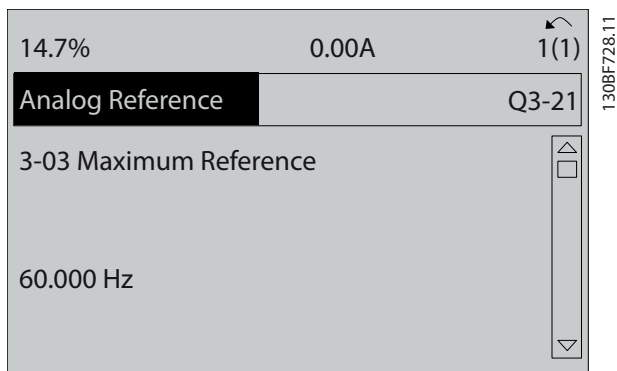 14.7% 0.00A 1(1)
Analog Reference Q3-21
3-03 Maximum Reference
60.000 Hz
130BF728.11